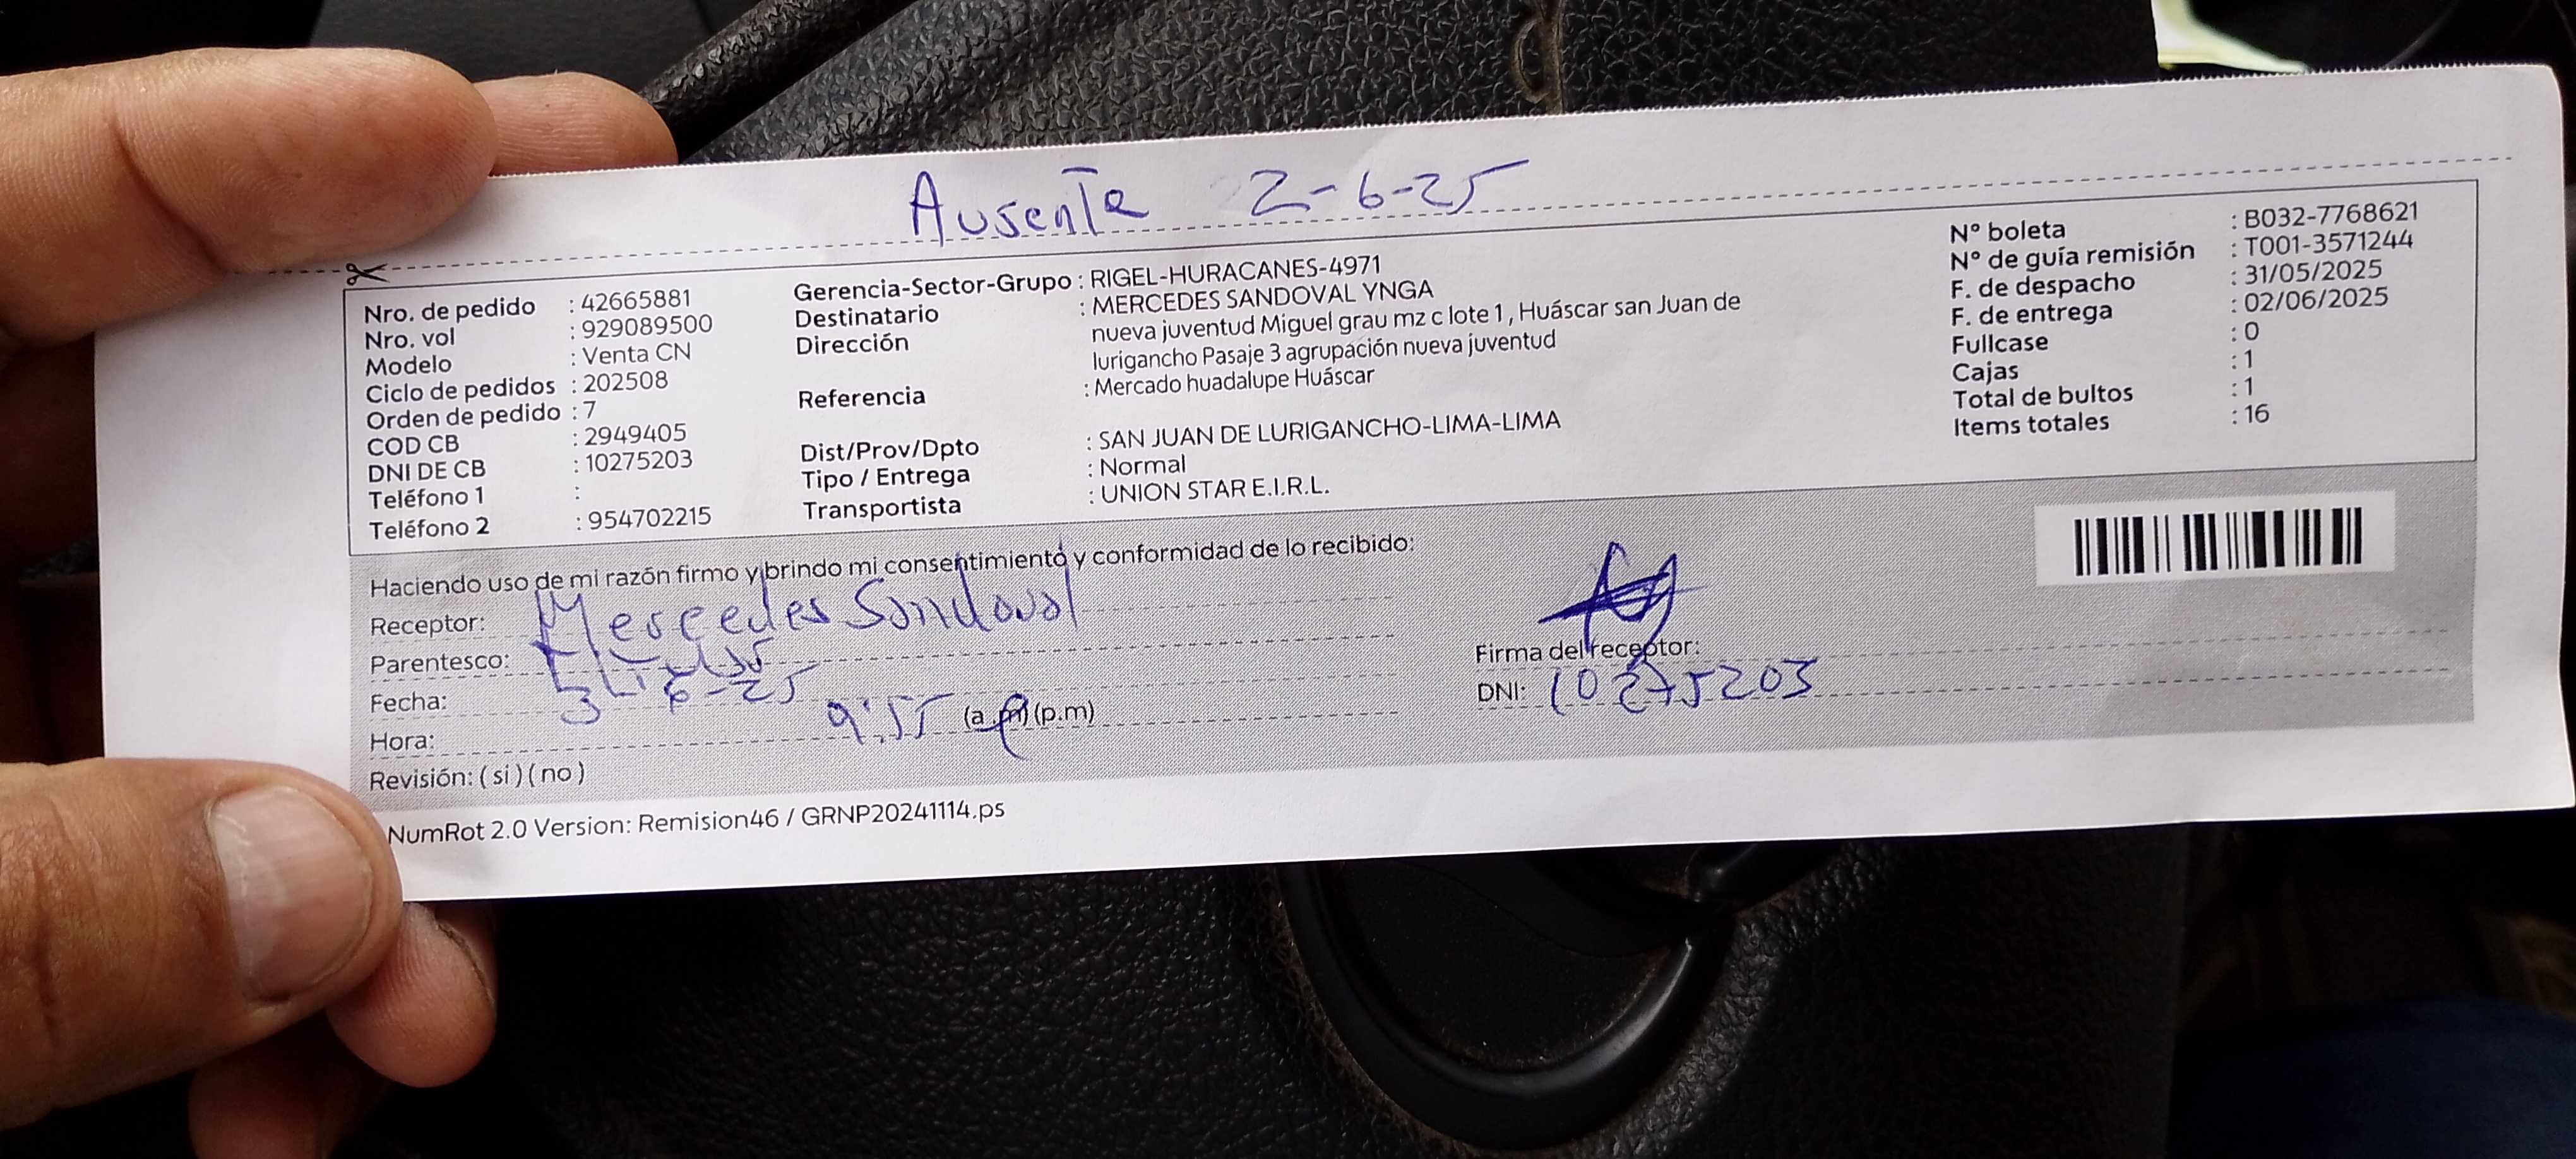 Ausente 2-6-25
Nro. de pedido : 42665881
Nro. vol : 929089500
Modelo : Venta CN
Ciclo de pedidos : 202508
Orden de pedido : 7
COD CB : 2949405
DNI DE CB : 10275203
Teléfono 1 :
Teléfono 2 : 954702215
Gerencia-Sector-Grupo : RIGEL-HURACANES-4971
Destinatario : MERCEDES SANDOVAL YNGA
Dirección nueva juventud Miguel grau mz c lote 1 , Huáscar san Juan de
lurigancho Pasaje 3 agrupación nueva juventud
Referencia : Mercado huadalupe Huáscar
Dist/Prov/Dpto : SAN JUAN DE LURIGANCHO-LIMA-LIMA
Tipo / Entrega : Normal
Transportista : UNION STAR E.I.R.L.
N° boleta : B032-7768621
N° de guía remisión : T001-3571244
F. de despacho : 31/05/2025
F. de entrega : 02/06/2025
Fullcase : 0
Cajas : 1
Total de bultos : 1
Items totales : 16
Haciendo uso de mi razón firmo y brindo mi consentimiento y conformidad de lo recibido:
Receptor: Mercedes Sandoval
Parentesco:
Fecha: 3-6-25
Hora: 9:55 (a.m) (p.m)
Revisión: ( si ) ( no )
Firma del receptor:
DNI: 10275203
NumRot 2.0 Version: Remision46 / GRNP20241114.ps